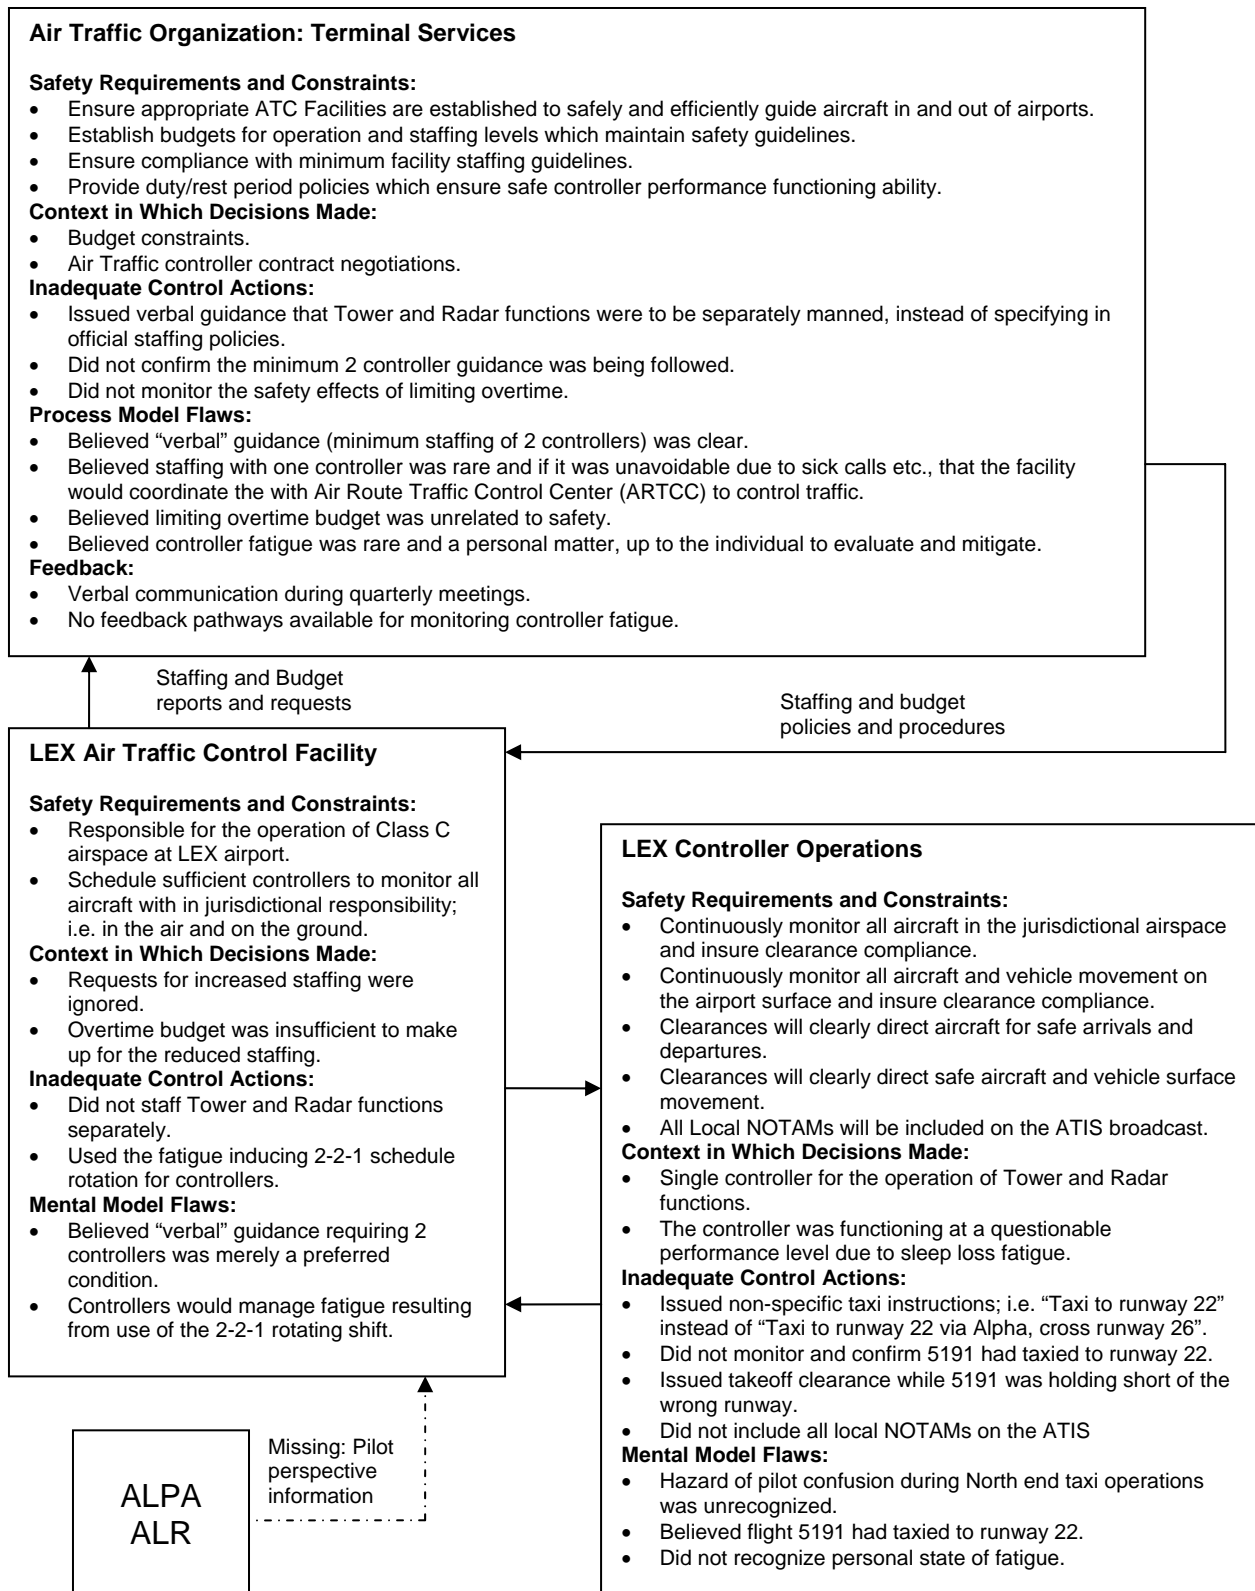 Air Traffic Organization: Terminal Services
Safety Requirements and Constraints:
• Ensure appropriate ATC Facilities are established to safely and efficiently guide aircraft in and out of airports.
• Establish budgets for operation and staffing levels which maintain safety guidelines.
• Ensure compliance with minimum facility staffing guidelines.
• Provide duty/rest period policies which ensure safe controller performance functioning ability.
Context in Which Decisions Made:
• Budget constraints.
• Air Traffic controller contract negotiations.
Inadequate Control Actions:
• Issued verbal guidance that Tower and Radar functions were to be separately manned, instead of specifying in
official staffing policies.
• Did not confirm the minimum 2 controller guidance was being followed.
• Did not monitor the safety effects of limiting overtime.
Process Model Flaws:
• Believed “verbal” guidance (minimum staffing of 2 controllers) was clear.
• Believed staffing with one controller was rare and if it was unavoidable due to sick calls etc., that the facility
would coordinate the with Air Route Traffic Control Center (ARTCC) to control traffic.
• Believed limiting overtime budget was unrelated to safety.
• Believed controller fatigue was rare and a personal matter, up to the individual to evaluate and mitigate.
Feedback:
• Verbal communication during quarterly meetings.
• No feedback pathways available for monitoring controller fatigue.
Staffing and Budget
reports and requests
Staffing and budget
policies and procedures
LEX Air Traffic Control Facility
Safety Requirements and Constraints:
• Responsible for the operation of Class C
airspace at LEX airport.
• Schedule sufficient controllers to monitor all
aircraft with in jurisdictional responsibility;
i.e. in the air and on the ground.
Context in Which Decisions Made:
• Requests for increased staffing were
ignored.
• Overtime budget was insufficient to make
up for the reduced staffing.
Inadequate Control Actions:
• Did not staff Tower and Radar functions
separately.
• Used the fatigue inducing 2-2-1 schedule
rotation for controllers.
Mental Model Flaws:
• Believed “verbal” guidance requiring 2
controllers was merely a preferred
condition.
• Controllers would manage fatigue resulting
from use of the 2-2-1 rotating shift.
LEX Controller Operations
Safety Requirements and Constraints:
• Continuously monitor all aircraft in the jurisdictional airspace
and insure clearance compliance.
• Continuously monitor all aircraft and vehicle movement on
the airport surface and insure clearance compliance.
• Clearances will clearly direct aircraft for safe arrivals and
departures.
• Clearances will clearly direct safe aircraft and vehicle surface
movement.
• All Local NOTAMs will be included on the ATIS broadcast.
Context in Which Decisions Made:
• Single controller for the operation of Tower and Radar
functions.
• The controller was functioning at a questionable
performance level due to sleep loss fatigue.
Inadequate Control Actions:
• Issued non-specific taxi instructions; i.e. “Taxi to runway 22”
instead of “Taxi to runway 22 via Alpha, cross runway 26”.
• Did not monitor and confirm 5191 had taxied to runway 22.
• Issued takeoff clearance while 5191 was holding short of the
wrong runway.
• Did not include all local NOTAMs on the ATIS
Mental Model Flaws:
• Hazard of pilot confusion during North end taxi operations
was unrecognized.
• Believed flight 5191 had taxied to runway 22.
• Did not recognize personal state of fatigue.
ALPA
ALR
Missing: Pilot
perspective
information